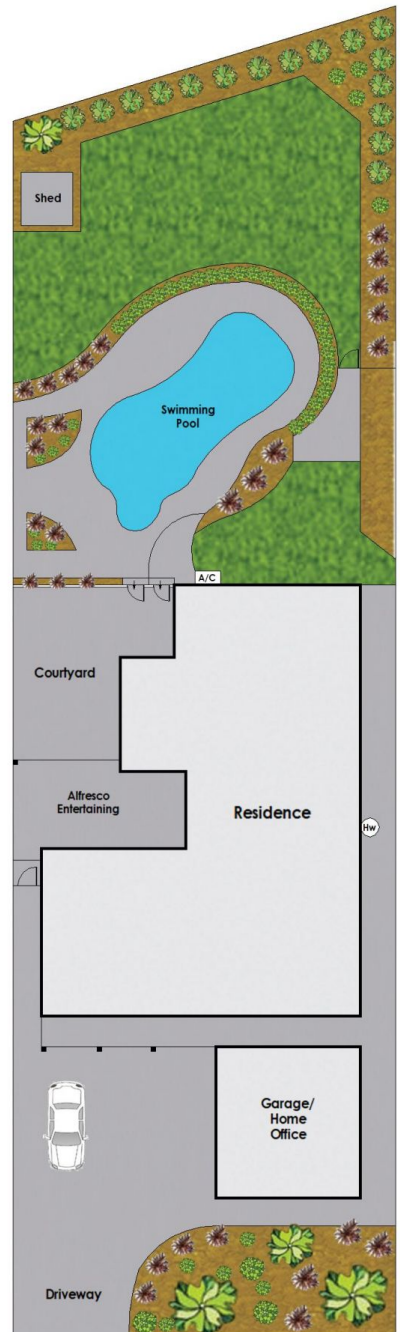 Shed
Swimming
Pool
A/C
Courtyard
Alfresco
Entertaining
Residence
Hw
Garage/
Home
Office
Driveway